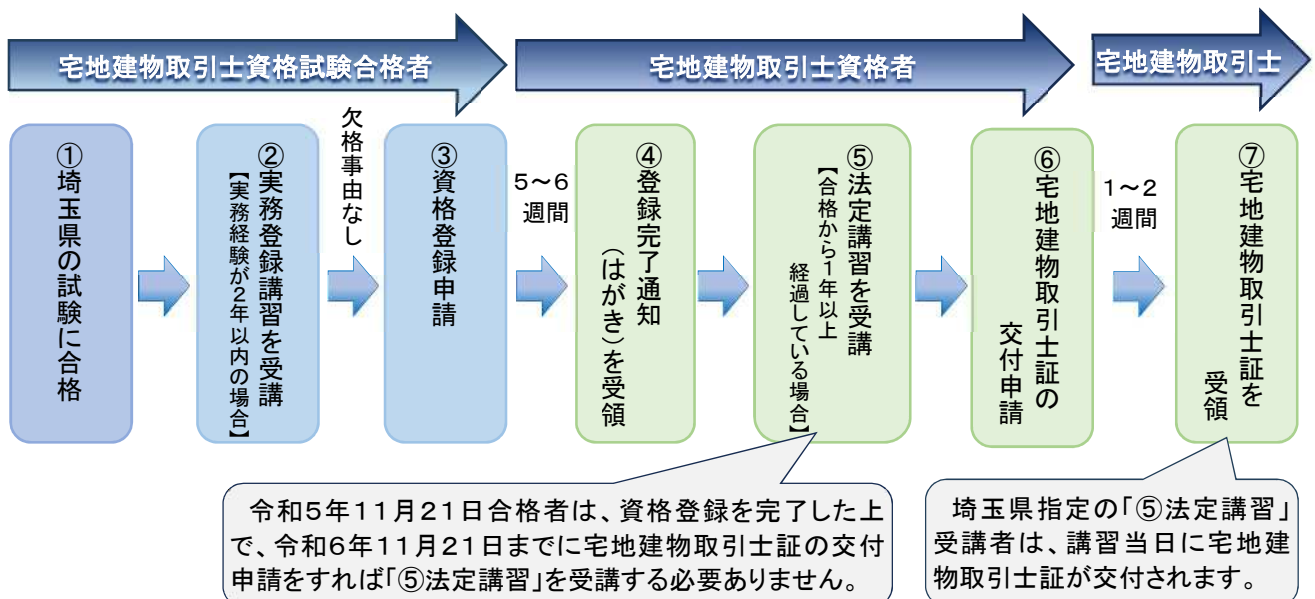 宅地建物取引士資格試験合格者
宅地建物取引士資格者
宅地建物取引士
①埼玉県の試験に合格
②実務登録講習を受講
【実務経験が2年以内の場合】
欠格事由なし
③資格登録申請
5~6
週間
④登録完了通知
(はがき)を受領
⑤法定講習を受講
【合格から1年以上
経過している場合】
⑥宅地建物取引士証の
交付申請
1~2
週間
⑦宅地建物取引士証を
受領
令和5年11月21日合格者は、資格登録を完了した上
で、令和6年11月21日までに宅地建物取引士証の交付
申請をすれば「⑤法定講習」を受講する必要ありません。
埼玉県指定の「⑤法定講習」
受講者は、講習当日に宅地建
物取引士証が交付されます。